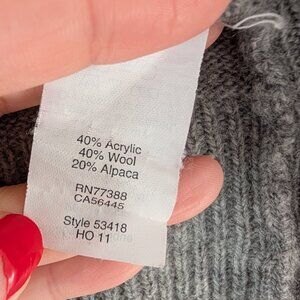 40% Acrylic
40% Wool
20% Alpaca
RN77388
CA56445
Style 53418
HO 11